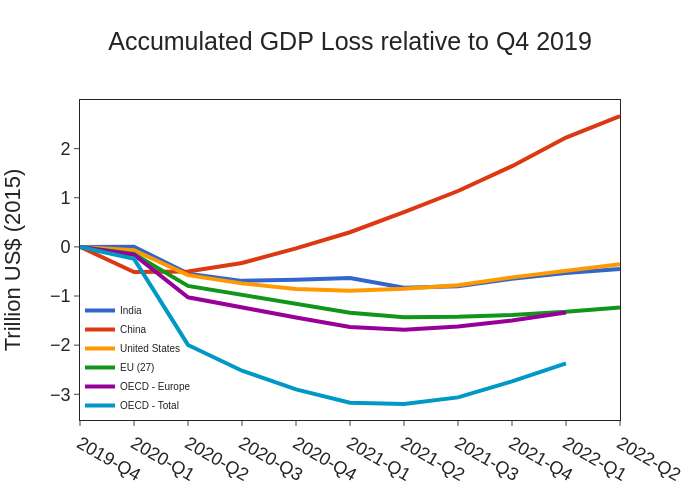 Accumulated GDP Loss relative to Q4 2019
Trillion US$ (2015)
2
1
0
−1
−2
−3
India
China
United States
EU (27)
OECD - Europe
OECD - Total
2019-Q4
2020-Q1
2020-Q2
2020-Q3
2020-Q4
2021-Q1
2021-Q2
2021-Q3
2021-Q4
2022-Q1
2022-Q2